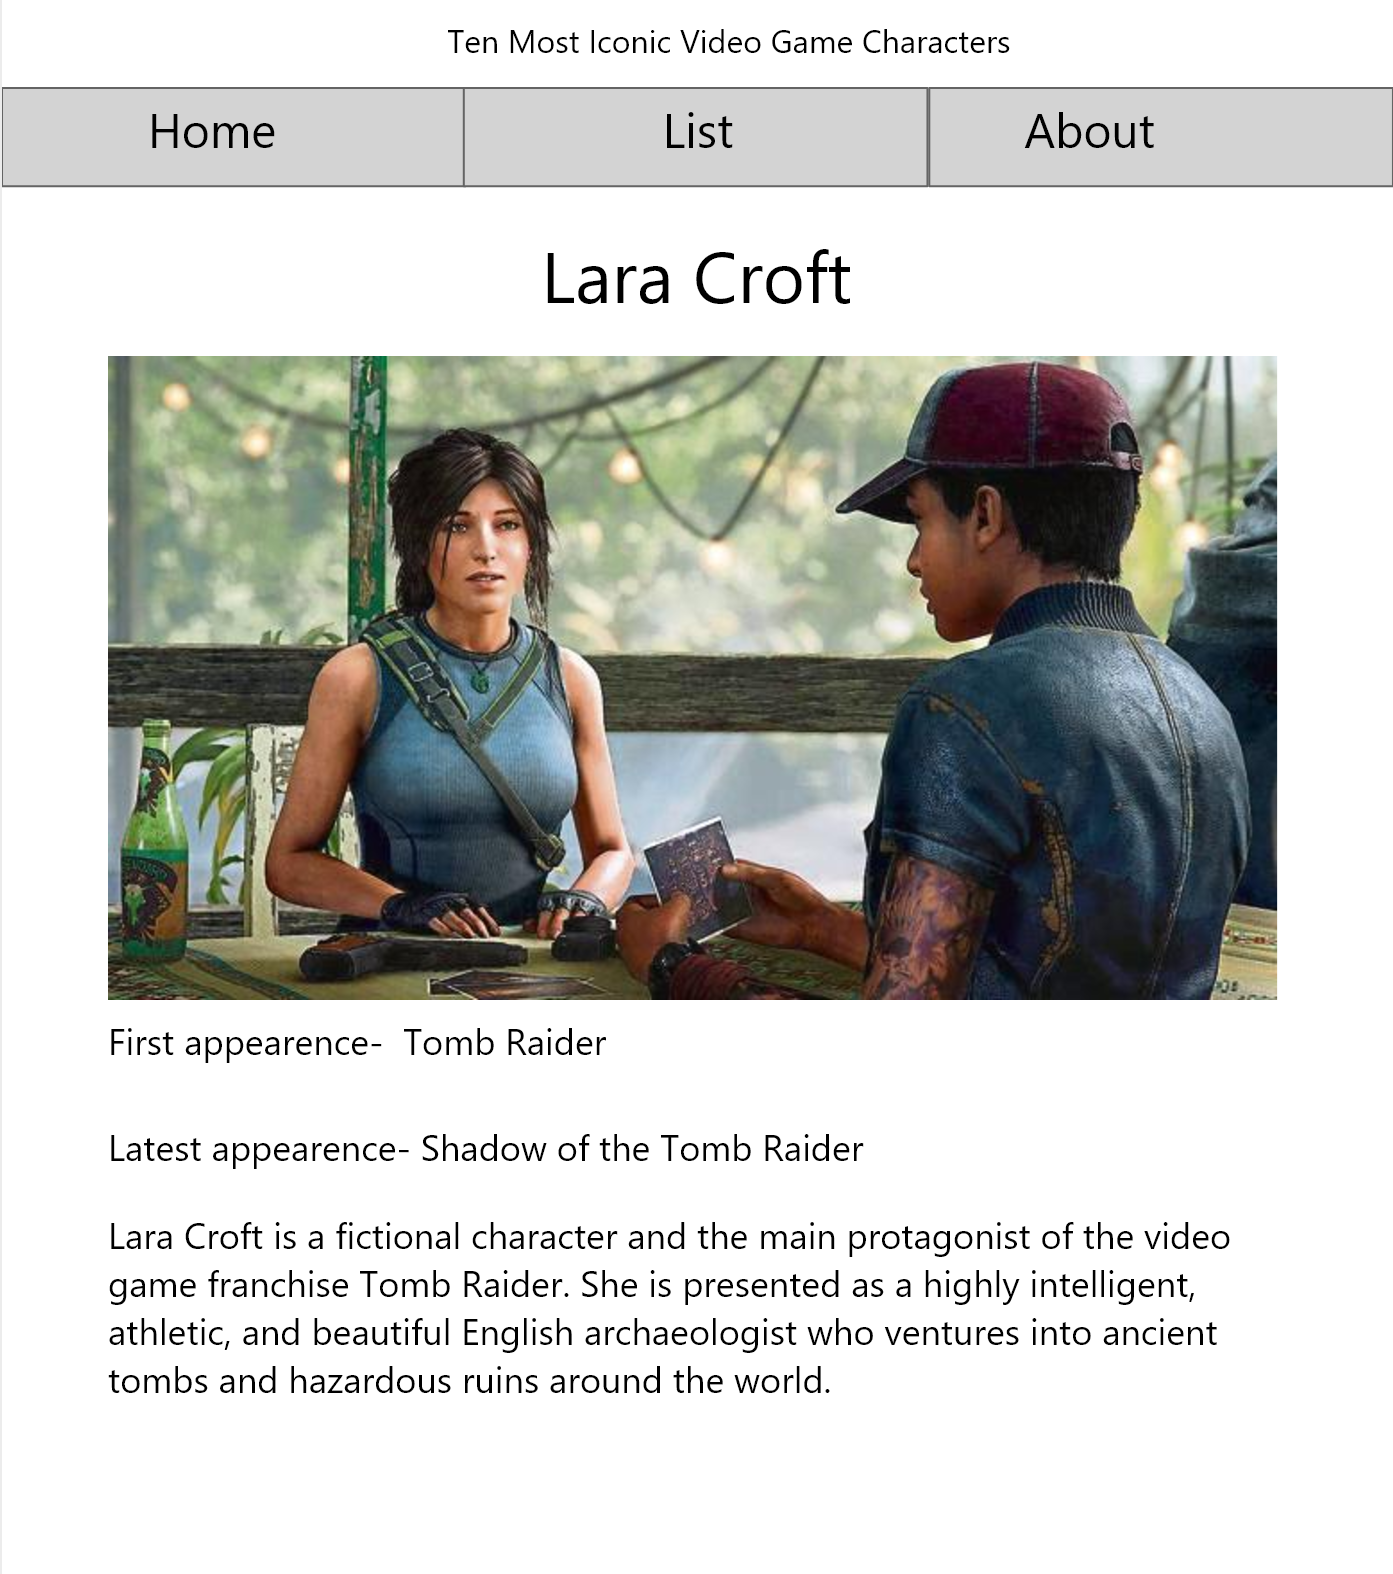 Ten Most Iconic Video Game Characters
Home
List
About
Lara Croft
First appearence-  Tomb Raider
Latest appearence- Shadow of the Tomb Raider
Lara Croft is a fictional character and the main protagonist of the video
game franchise Tomb Raider. She is presented as a highly intelligent,
athletic, and beautiful English archaeologist who ventures into ancient
tombs and hazardous ruins around the world.